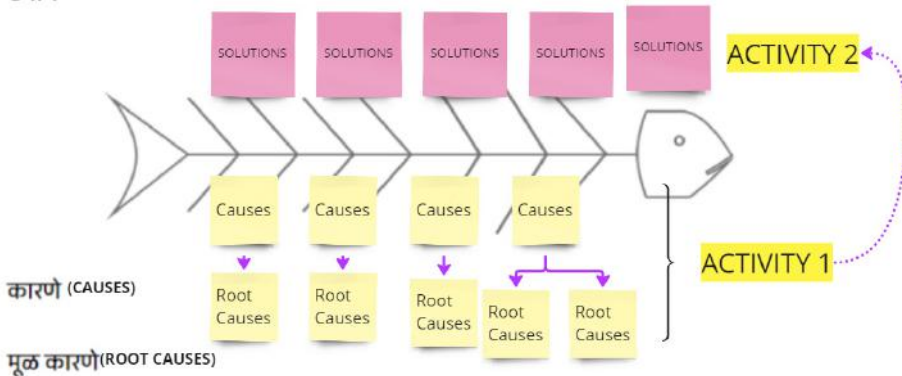 SOLUTIONS SOLUTIONS SOLUTIONS SOLUTIONS SOLUTIONS
ACTIVITY 2
Causes Causes Causes Causes
ACTIVITY 1
कारणे (CAUSES)
Root Root Root Root Root
Causes Causes Causes Causes Causes
मूळ कारणे(ROOT CAUSES)